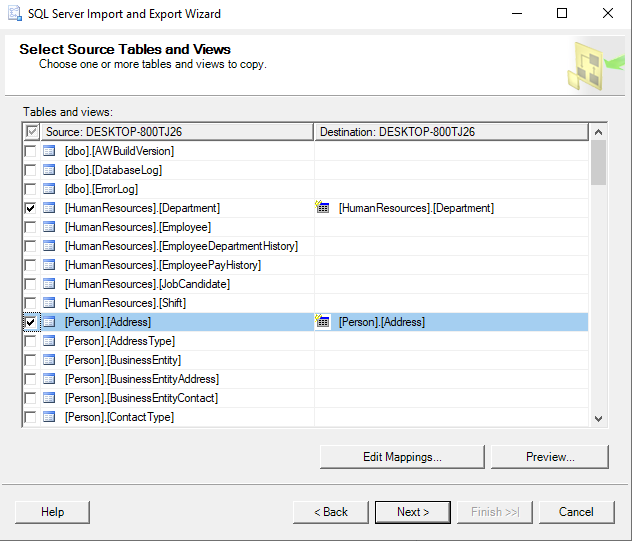 SQL Server Import and Export Wizard
Select Source Tables and Views
Choose one or more tables and views to copy.
Tables and views:
Source: DESKTOP-800TJ26 Destination: DESKTOP-800TJ26
[dbo].[AWBuildVersion]
[dbo].[DatabaseLog]
[dbo].[ErrorLog]
[HumanResources].[Department] [HumanResources].[Department]
[HumanResources].[Employee]
[HumanResources].[EmployeeDepartmentHistory]
[HumanResources].[EmployeePayHistory]
[HumanResources].[JobCandidate]
[HumanResources].[Shift]
[Person].[Address] [Person].[Address]
[Person].[AddressType]
[Person].[BusinessEntity]
[Person].[BusinessEntityAddress]
[Person].[BusinessEntityContact]
[Person].[ContactType]
Edit Mappings... Preview...
Help < Back Next > Finish >>| Cancel